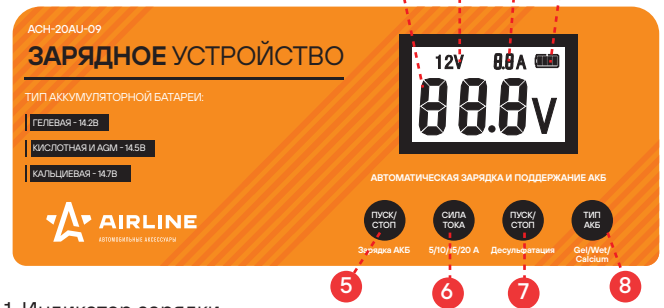 ACH-20AU-09
ЗАРЯДНОЕ УСТРОЙСТВО
ТИП АККУМУЛЯТОРНОЙ БАТАРЕИ:
ГЕЛЕВАЯ - 14.2В
КИСЛОТНАЯ И AGM - 14.5В
КАЛЬЦИЕВАЯ - 14.7В
AIRLINE
АВТОМОБИЛЬНЫЕ АКСЕССУАРЫ
12V 8.8A
88.8V
АВТОМАТИЧЕСКАЯ ЗАРЯДКА И ПОДДЕРЖАНИЕ АКБ
ПУСК/
СТОП
СИЛА
ТОКА
ПУСК/
СТОП
ТИП
АКБ
Зарядка АКБ
5/10/15/20 А
Десульфатация
Gel/Wet/
Calcium
5
6
7
8